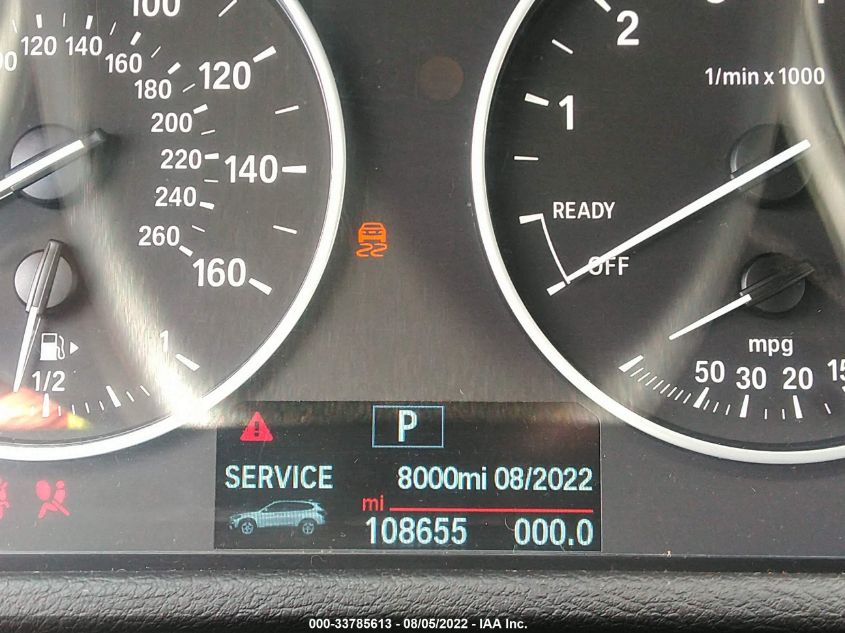 100
120 140
160
180
120
200
220
140
240
260
160
1/2
1
2
1/min x 1000
1
READY
OFF
mpg
50 30 20 15
P
SERVICE 8000mi 08/2022
mi
108655 000.0
000-33785613 - 08/05/2022 - IAA Inc.